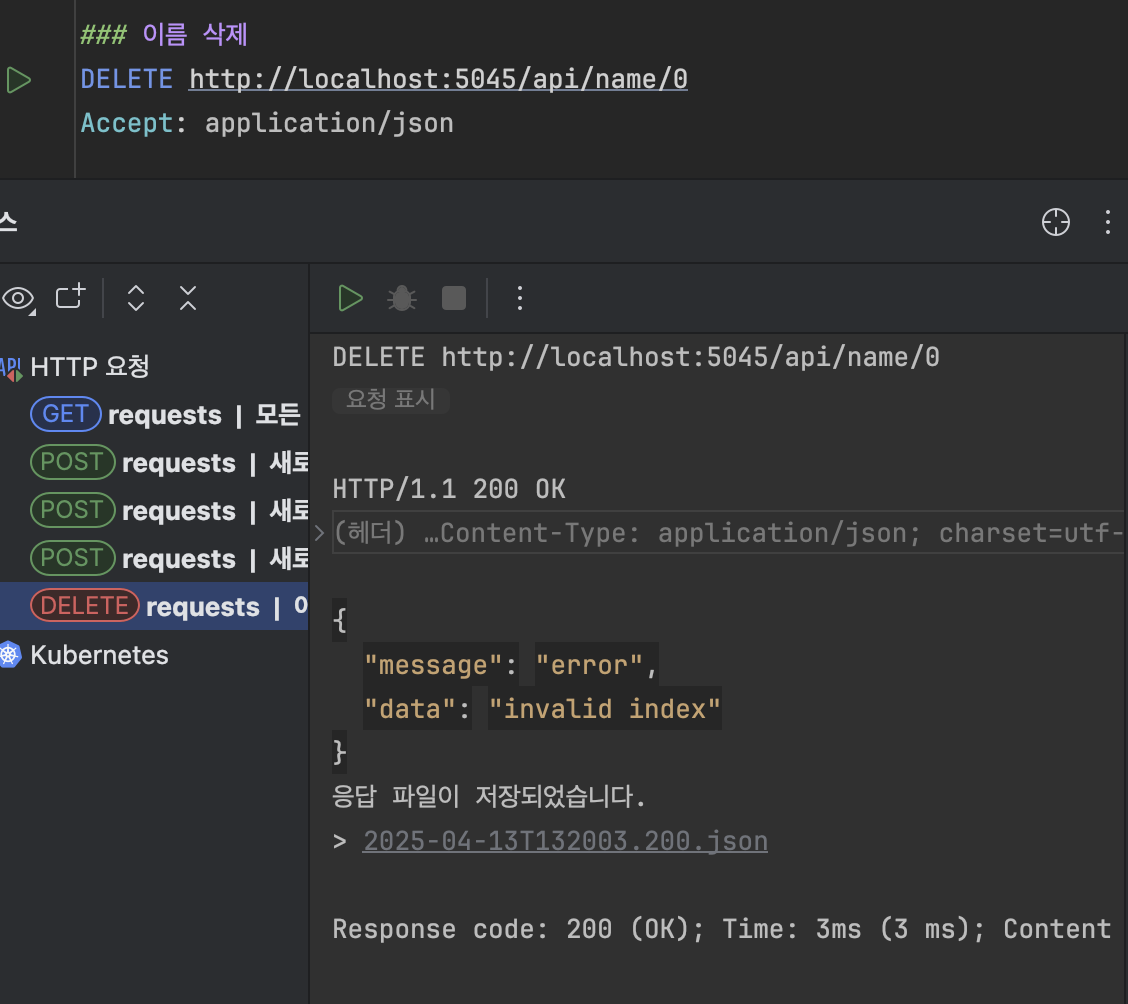 ### 이름 삭제
DELETE http://localhost:5045/api/name/0
Accept: application/json
스
API HTTP 요청
GET requests | 모든
POST requests | 새로
POST requests | 새로
POST requests | 새로
DELETE requests | 이
Kubernetes
DELETE http://localhost:5045/api/name/0
요청 표시
HTTP/1.1 200 OK
(헤더) …Content-Type: application/json; charset=utf-
{
"message": "error",
"data": "invalid index"
}
응답 파일이 저장되었습니다.
> 2025-04-13T132003.200.json
Response code: 200 (OK); Time: 3ms (3 ms); Content